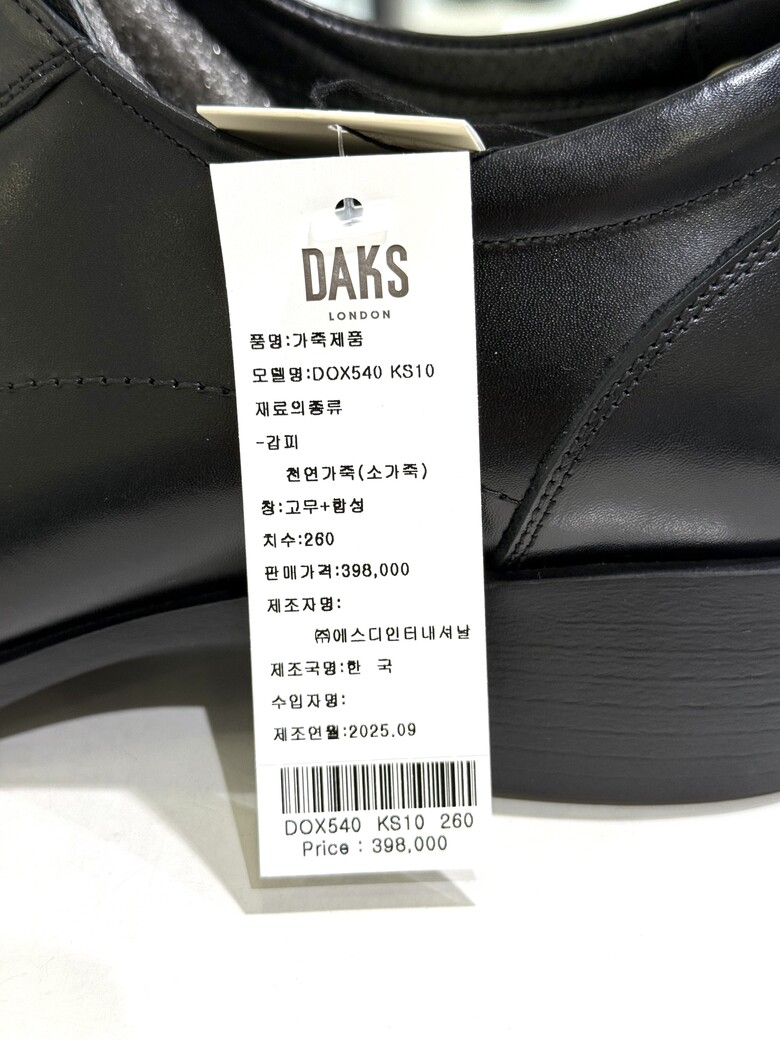 DAKS
LONDON
품명:가죽제품
모델명:DOX540 KS10
재료의종류
-갑피
천연가죽(소가죽)
창:고무+합성
치수:260
판매가격:398,000
제조자명:
㈜에스디인터내셔날
제조국명:한 국
수입자명:
제조연월:2025.09
DOX540 KS10 260
Price : 398,000